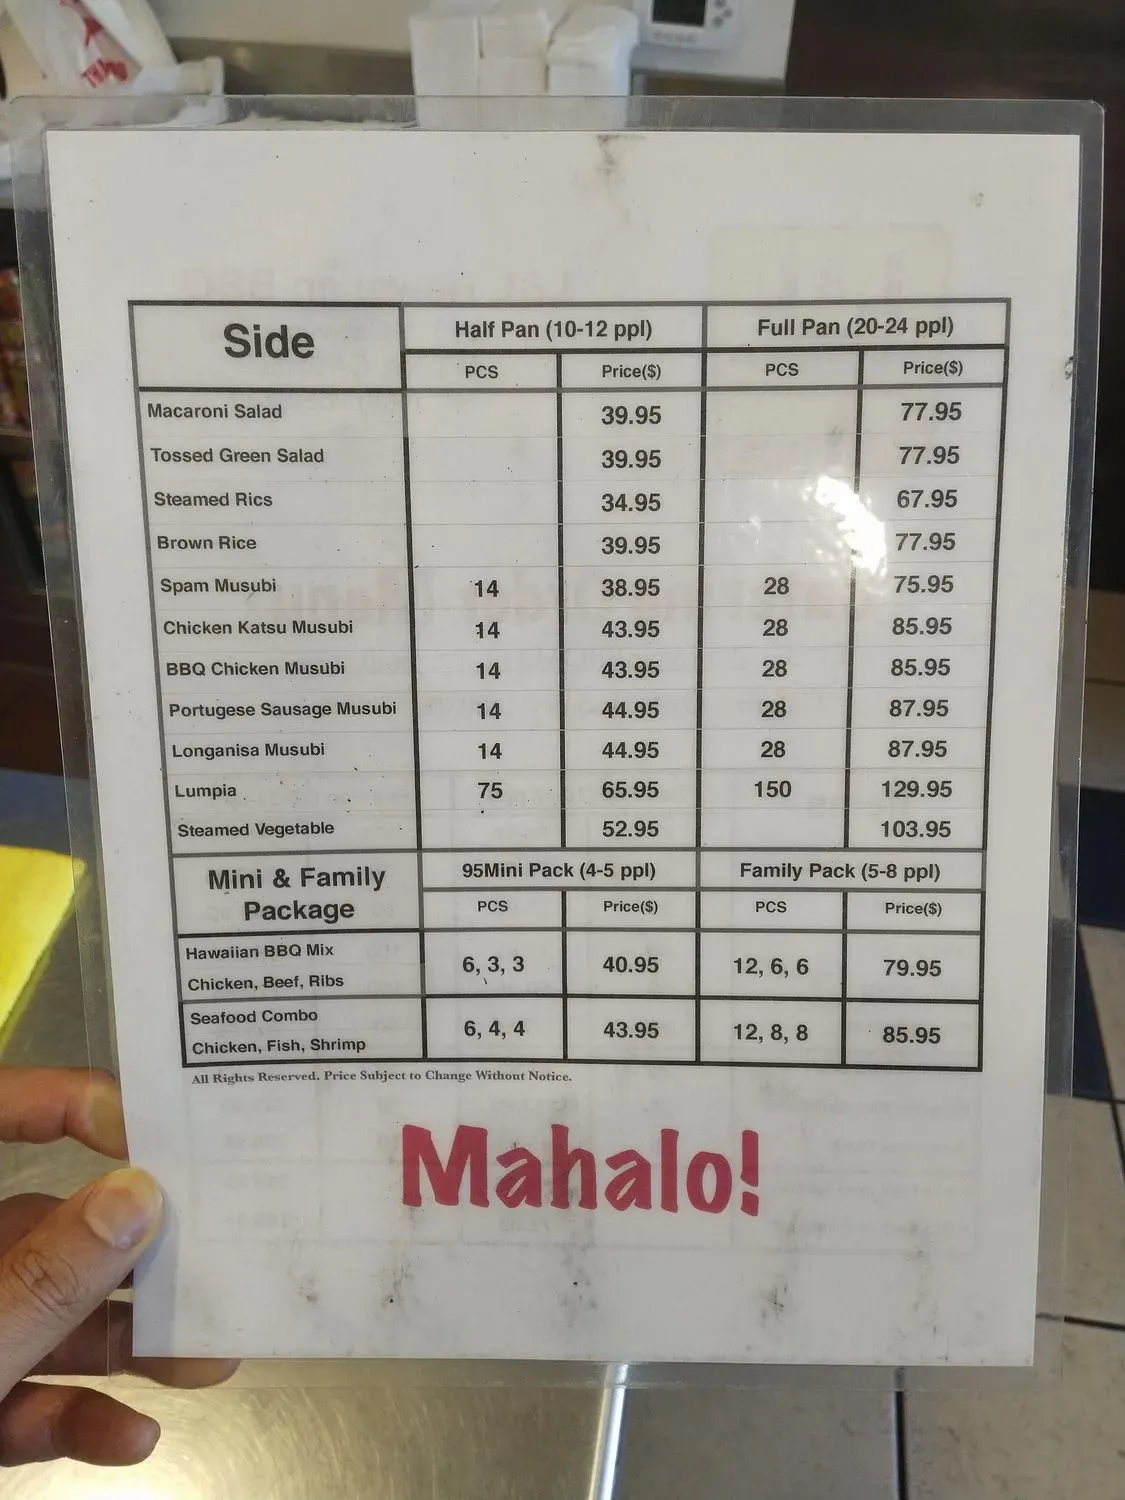 Side
Half Pan (10-12 ppl)
Full Pan (20-24 ppl)
PCS Price($) PCS Price($)
Macaroni Salad 39.95 77.95
Tossed Green Salad 39.95 77.95
Steamed Rics 34.95 67.95
Brown Rice 39.95 77.95
Spam Musubi 14 38.95 28 75.95
Chicken Katsu Musubi 14 43.95 28 85.95
BBQ Chicken Musubi 14 43.95 28 85.95
Portugese Sausage Musubi 14 44.95 28 87.95
Longanisa Musubi 14 44.95 28 87.95
Lumpia 75 65.95 150 129.95
Steamed Vegetable 52.95 103.95
Mini & Family
Package
95Mini Pack (4-5 ppl)
Family Pack (5-8 ppl)
PCS Price($) PCS Price($)
Hawaiian BBQ Mix
Chicken, Beef, Ribs
6, 3, 3 40.95 12, 6, 6 79.95
Seafood Combo
Chicken, Fish, Shrimp
6, 4, 4 43.95 12, 8, 8 85.95
All Rights Reserved. Price Subject to Change Without Notice.
Mahalo!